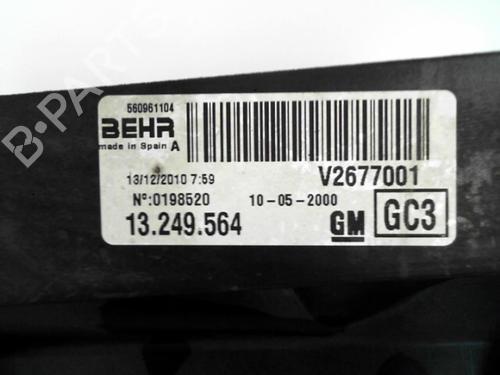 B-PARTS
560961104
BEHR
made in Spain A
13/12/2010 7:59 V2677001
Nº:0198520 10-05-2000
13.249.564 GM GC3